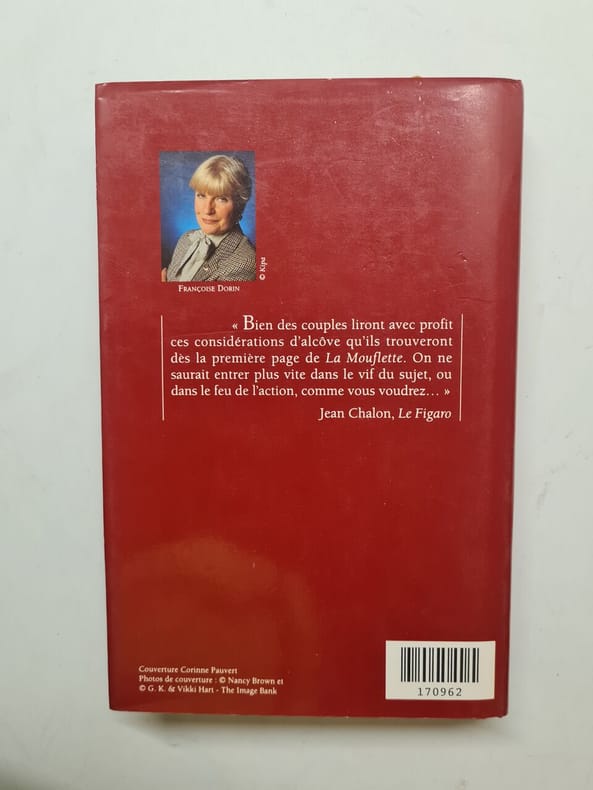 © Kipa
FRANÇOISE DORIN
« Bien des couples liront avec profit
ces considérations d'alcôve qu'ils trouveront
dès la première page de La Mouflette. On ne
saurait entrer plus vite dans le vif du sujet, ou
dans le feu de l'action, comme vous voudrez... »
Jean Chalon, Le Figaro
Couverture Corinne Pauvert
Photos de couverture : © Nancy Brown et
© G. K. & Vikki Hart - The Image Bank
170962